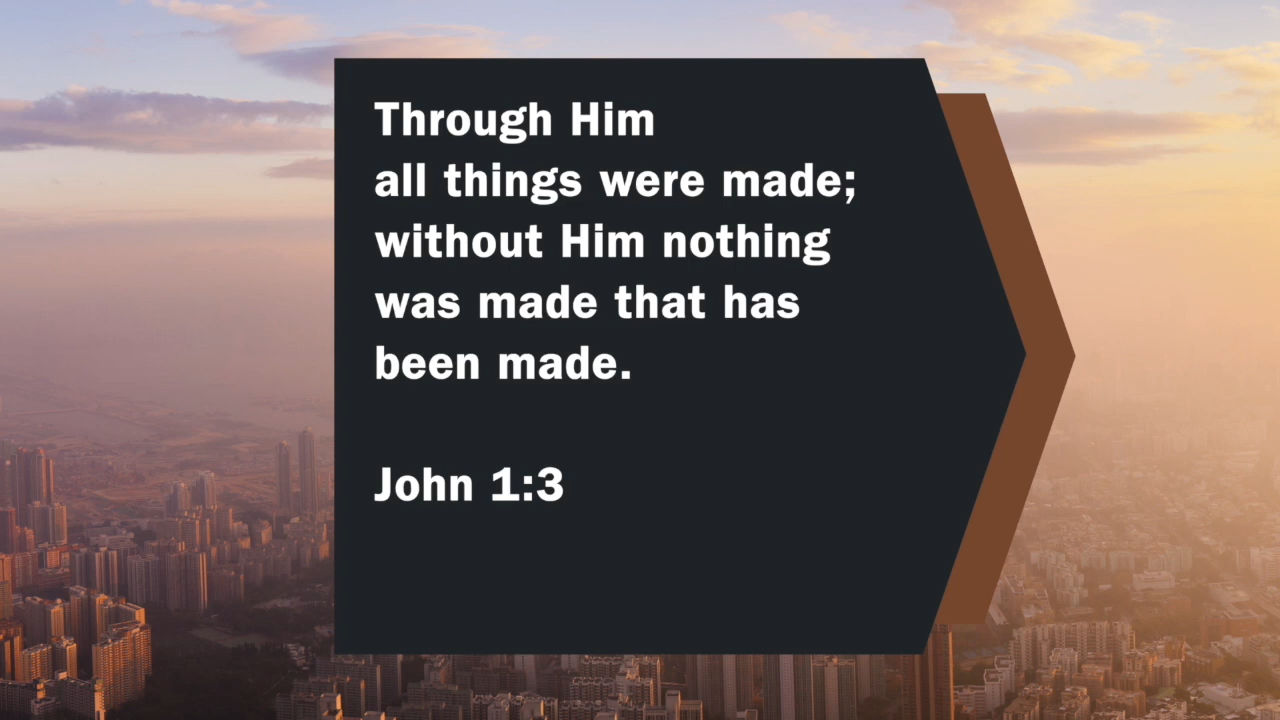 Through Him
all things were made;
without Him nothing
was made that has
been made.
John 1:3